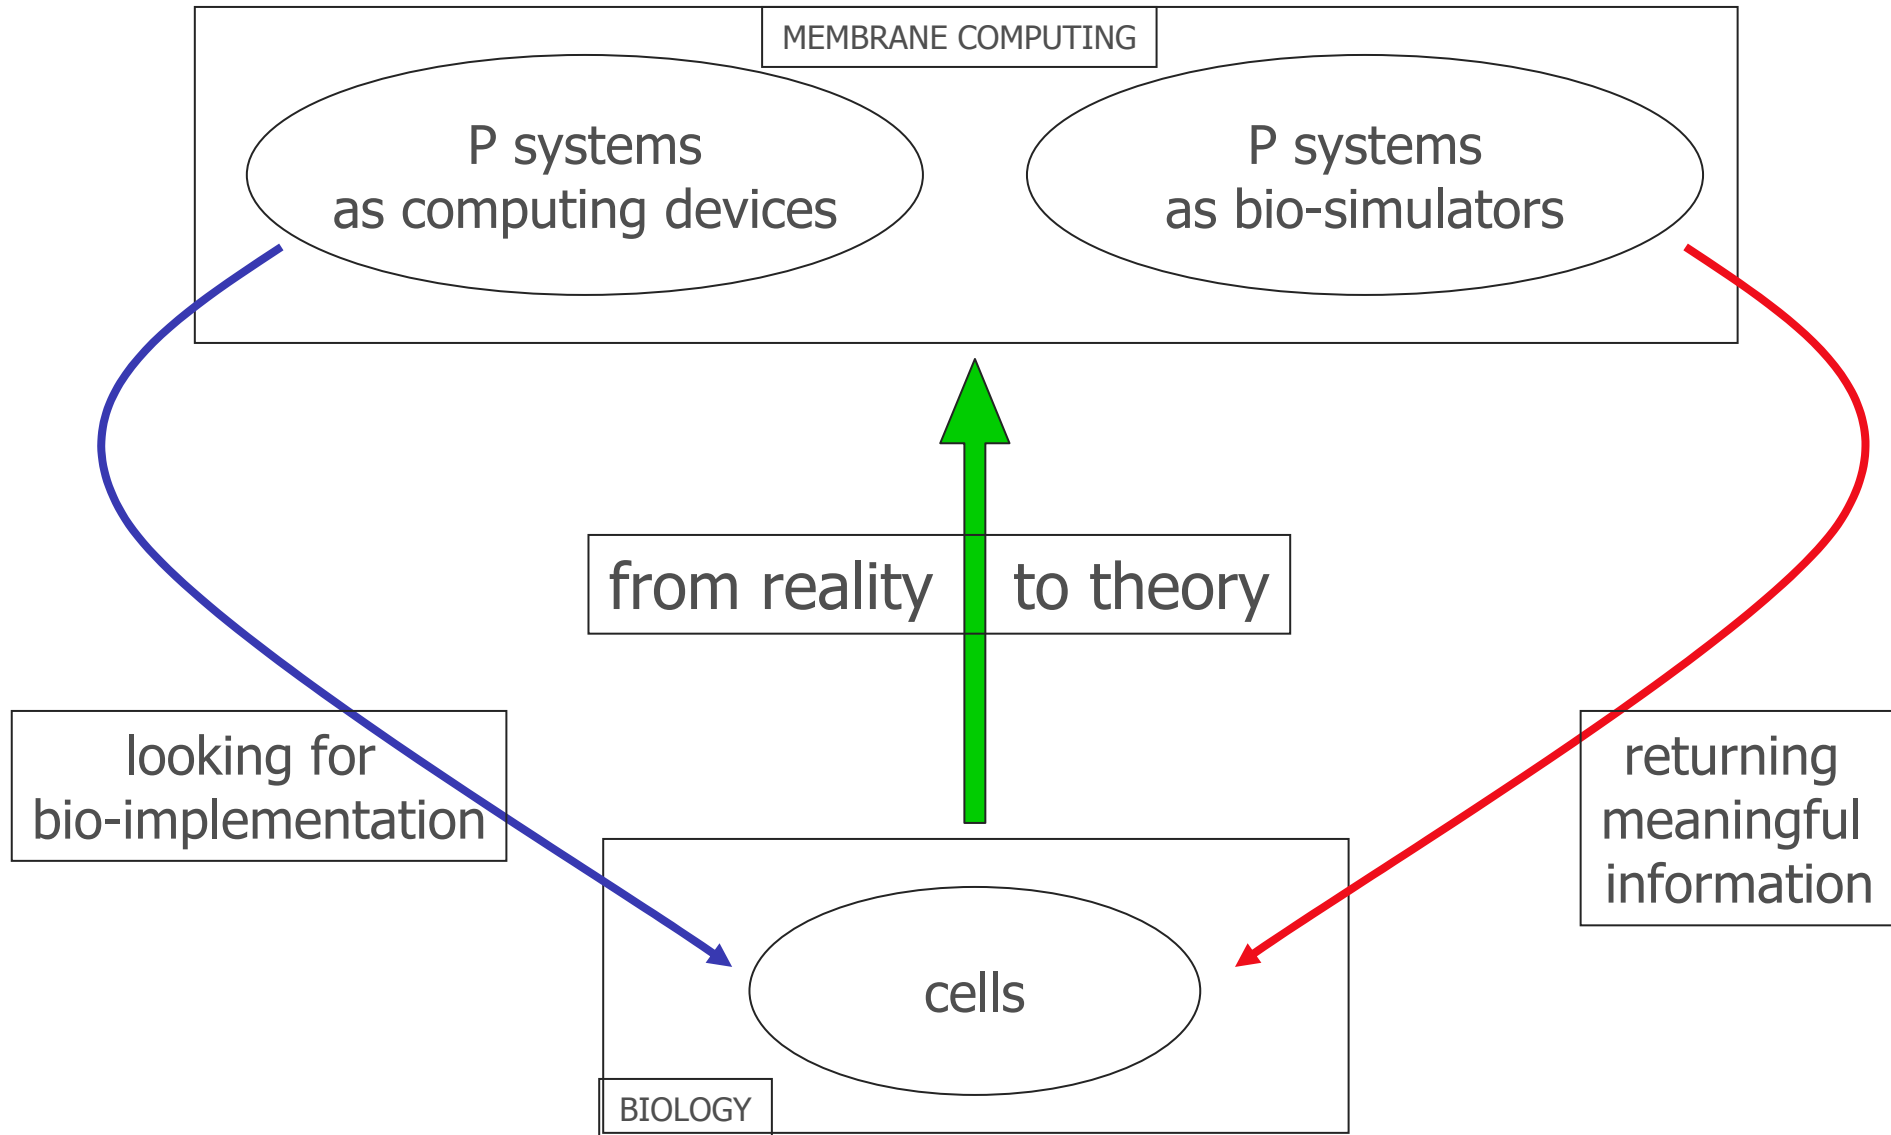 MEMBRANE COMPUTING
P systems
as computing devices
P systems
as bio-simulators
from reality to theory
looking for
bio-implementation
returning
meaningful
information
cells
BIOLOGY